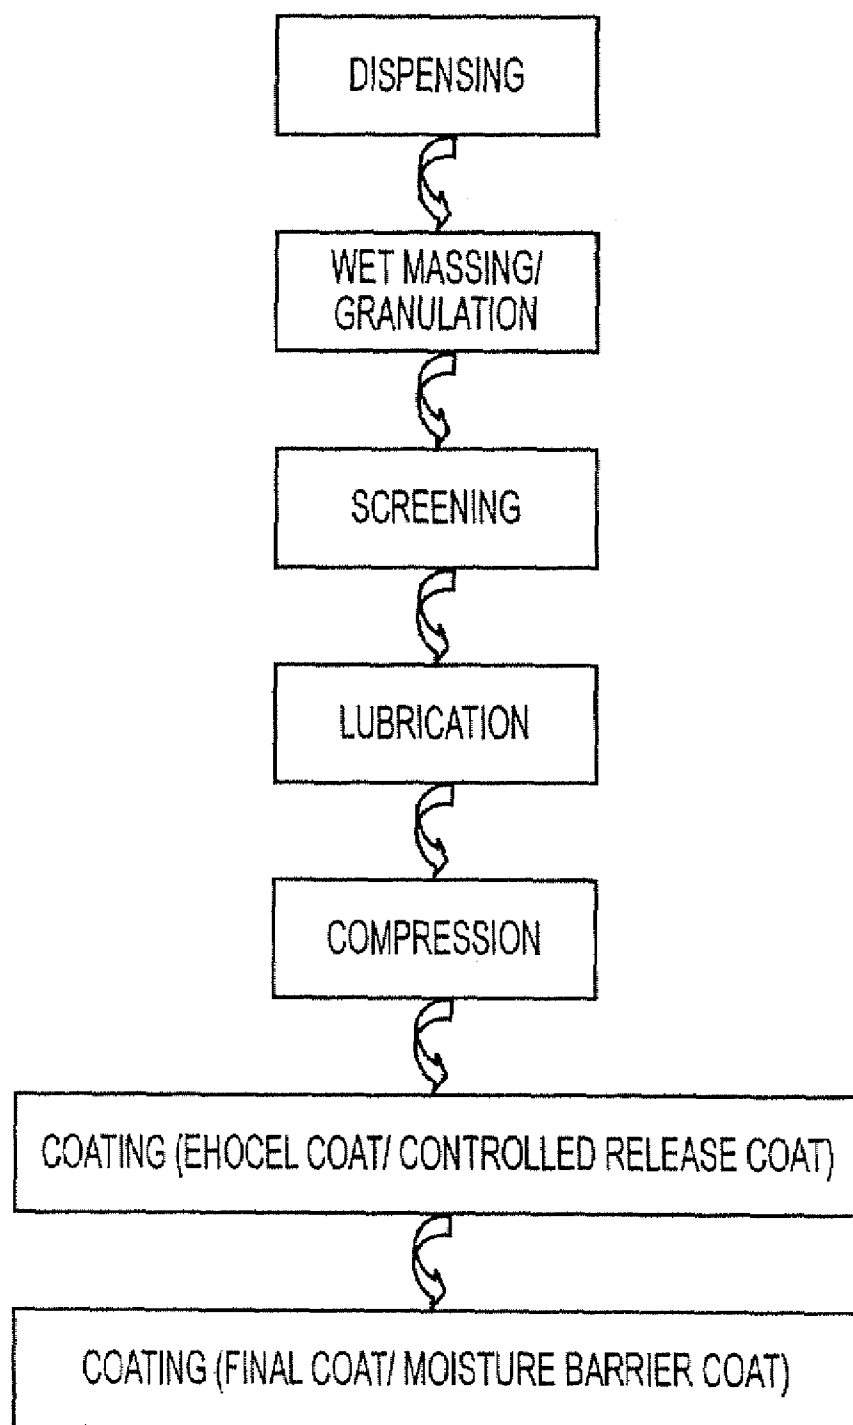 DISPENSING
WET MASSING/
GRANULATION
SCREENING
LUBRICATION
COMPRESSION
COATING (EHOCEL COAT/ CONTROLLED RELEASE COAT)
COATING (FINAL COAT/ MOISTURE BARRIER COAT)